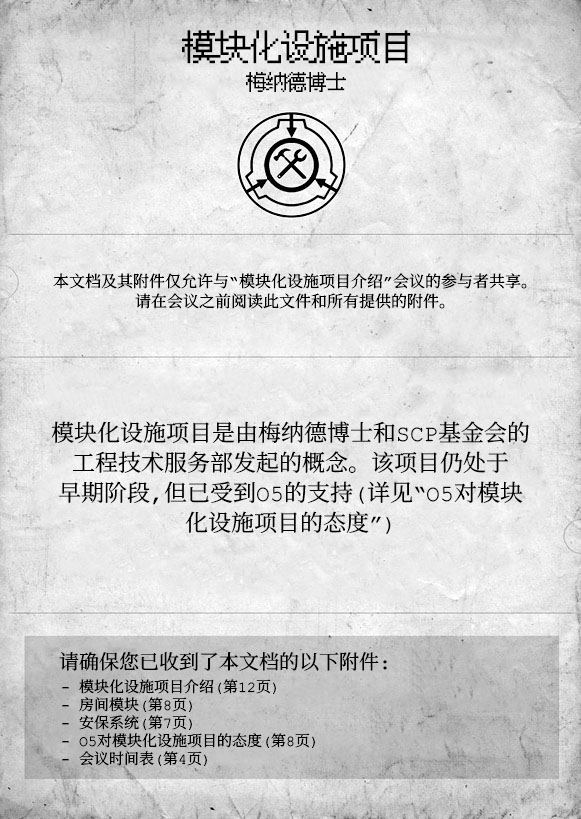 模块化设施项目
梅纳德博士
本文档及其附件仅允许与“模块化设施项目介绍”会议的参与者共享。
请在会议之前阅读此文件和所有提供的附件。
模块化设施项目是由梅纳德博士和SCP基金会的
工程技术服务部发起的概念。该项目仍处于
早期阶段,但已受到O5的支持(详见“O5对模块
化设施项目的态度”)
请确保您已收到了本文档的以下附件:
- 模块化设施项目介绍(第12页)
- 房间模块(第8页)
- 安保系统(第7页)
- O5对模块化设施项目的态度(第8页)
- 会议时间表(第4页)